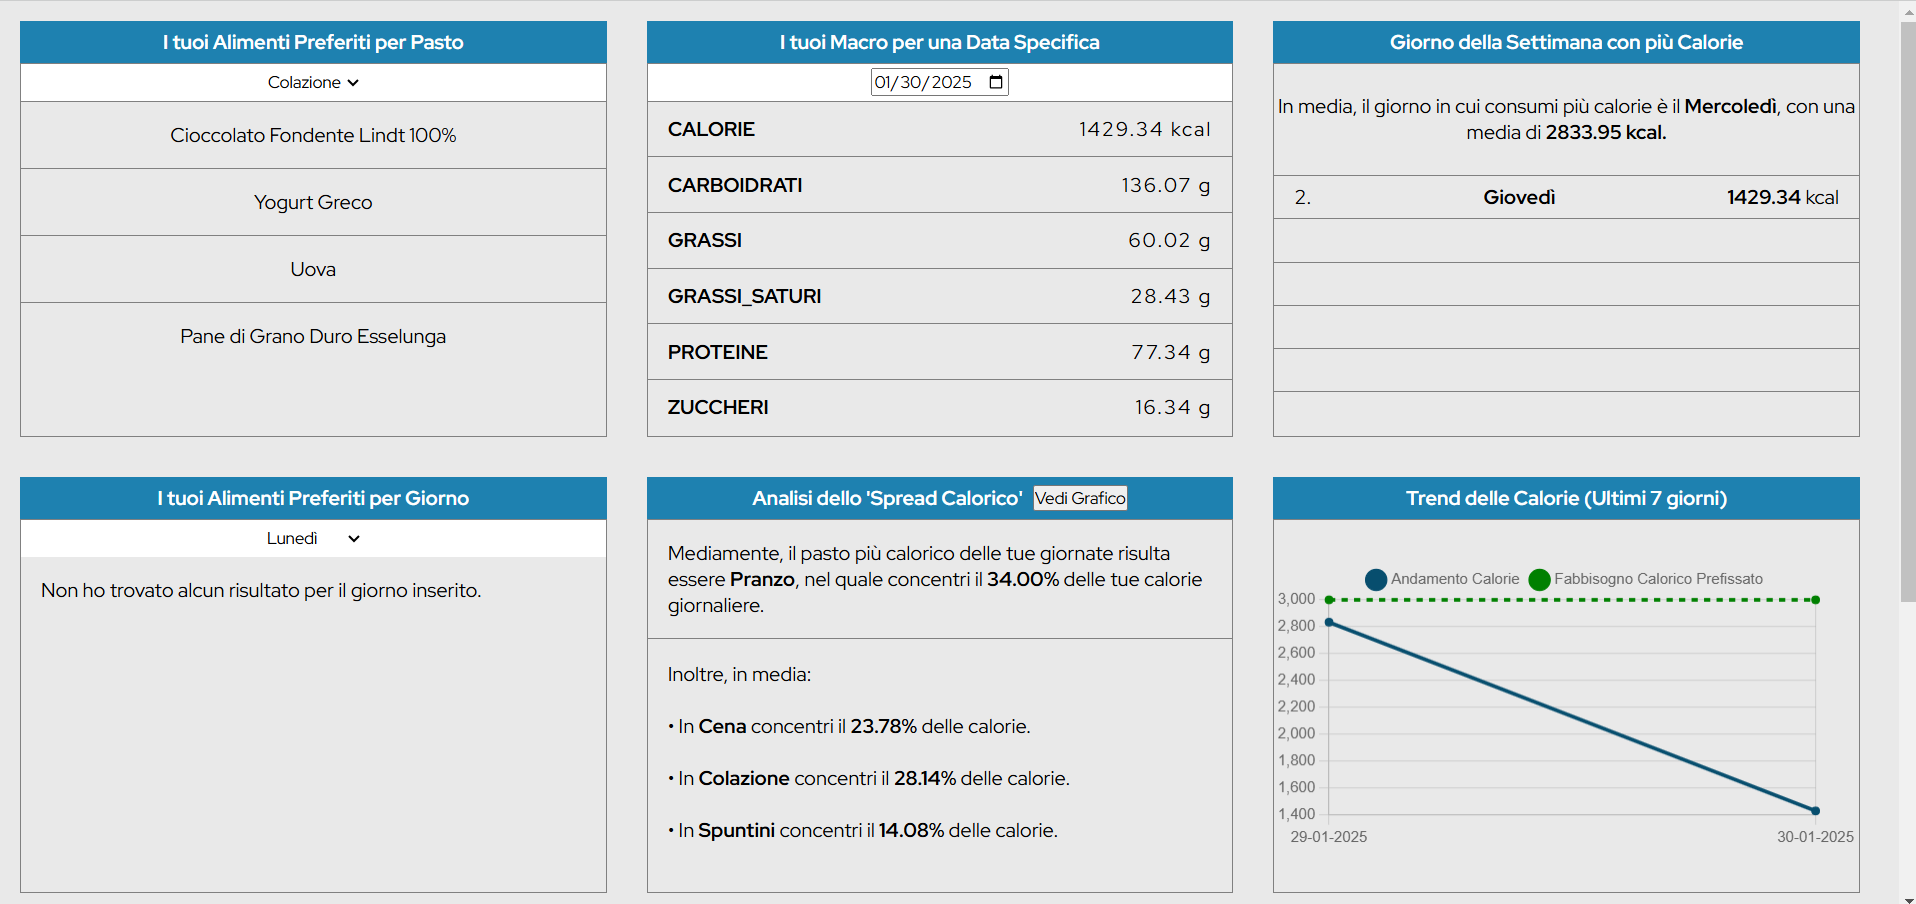 I tuoi Alimenti Preferiti per Pasto
Colazione
Cioccolato Fondente Lindt 100%
Yogurt Greco
Uova
Pane di Grano Duro Esselunga
I tuoi Macro per una Data Specifica
01/30/2025
CALORIE 1429.34 kcal
CARBOIDRATI 136.07 g
GRASSI 60.02 g
GRASSI_SATURI 28.43 g
PROTEINE 77.34 g
ZUCCHERI 16.34 g
Giorno della Settimana con più Calorie
In media, il giorno in cui consumi più calorie è il Mercoledì, con una
media di 2833.95 kcal.
2. Giovedì 1429.34 kcal
I tuoi Alimenti Preferiti per Giorno
Lunedì
Non ho trovato alcun risultato per il giorno inserito.
Analisi dello 'Spread Calorico' Vedi Grafico
Mediamente, il pasto più calorico delle tue giornate risulta
essere Pranzo, nel quale concentri il 34.00% delle tue calorie
giornaliere.
Inoltre, in media:
• In Cena concentri il 23.78% delle calorie.
• In Colazione concentri il 28.14% delle calorie.
• In Spuntini concentri il 14.08% delle calorie.
Trend delle Calorie (Ultimi 7 giorni)
Andamento Calorie Fabbisogno Calorico Prefissato
3,000
2,800
2,600
2,400
2,200
2,000
1,800
1,600
1,400
29-01-2025 30-01-2025